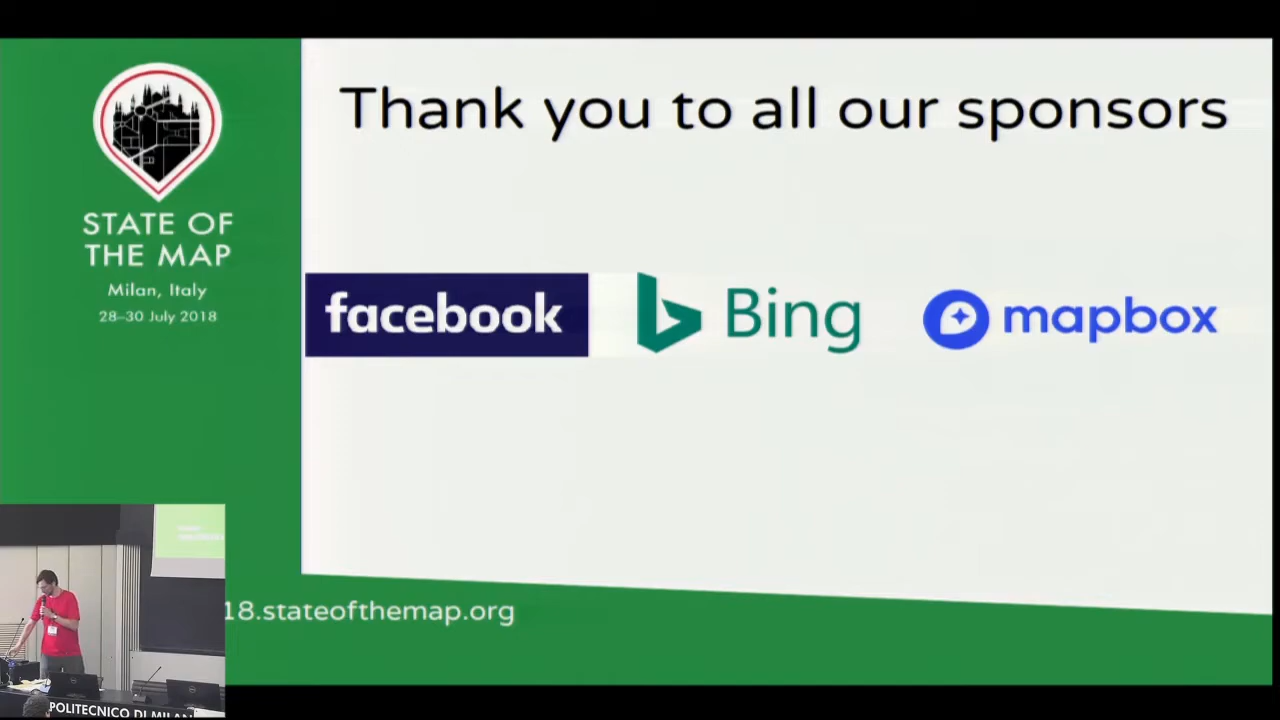 Thank you to all our sponsors
STATE OF
THE MAP
Milan, Italy
28–30 July 2018
facebook
Bing
mapbox
18.stateofthemap.org
POLITECNICO DI MILAN